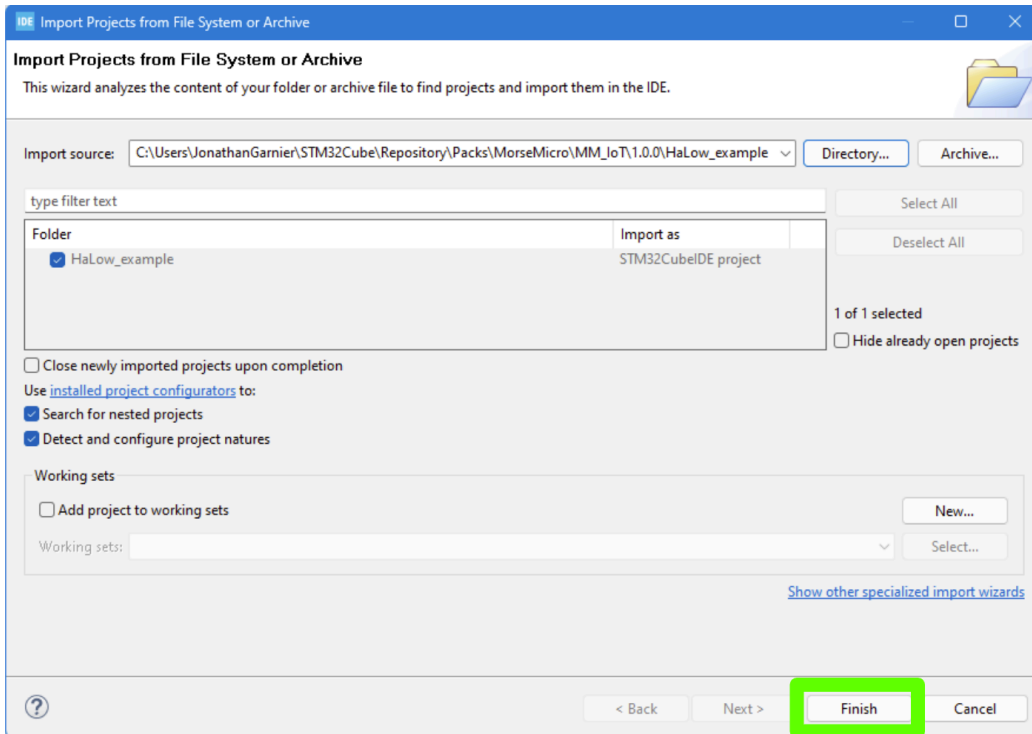 IDE Import Projects from File System or Archive
Import Projects from File System or Archive
This wizard analyzes the content of your folder or archive file to find projects and import them in the IDE.
Import source: C:\Users\JonathanGarnier\STM32Cube\Repository\Packs\MorseMicro\MM_IoT\1.0.0\HaLow_example Directory... Archive...
type filter text Select All
Folder Import as Deselect All
HaLow_example STM32CubeIDE project
1 of 1 selected
Hide already open projects
Close newly imported projects upon completion
Use installed project configurators to:
Search for nested projects
Detect and configure project natures
Working sets
Add project to working sets New...
Working sets: Select...
Show other specialized import wizards
? < Back Next > Finish Cancel